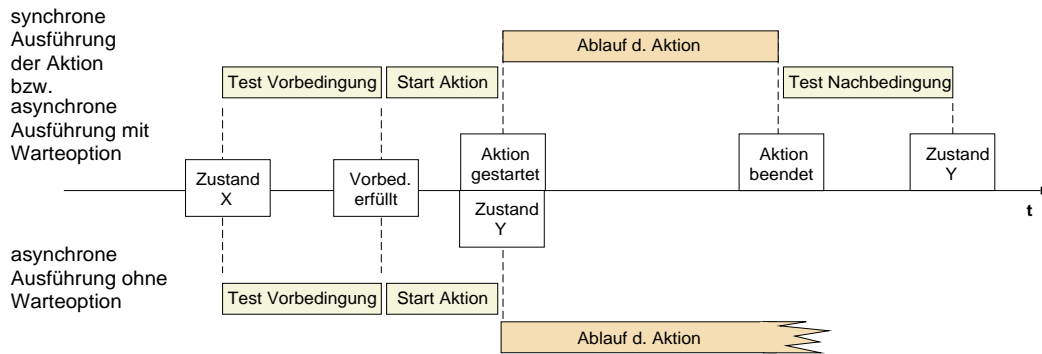 synchrone
Ausführung
der Aktion
bzw.
asynchrone
Ausführung mit
Warteoption
Ablauf d. Aktion
Test Vorbedingung
Start Aktion
Test Nachbedingung
Zustand
X
Vorbed.
erfüllt
Aktion
gestartet
Aktion
beendet
Zustand
Y
Zustand
Y
t
asynchrone
Ausführung ohne
Warteoption
Test Vorbedingung
Start Aktion
Ablauf d. Aktion